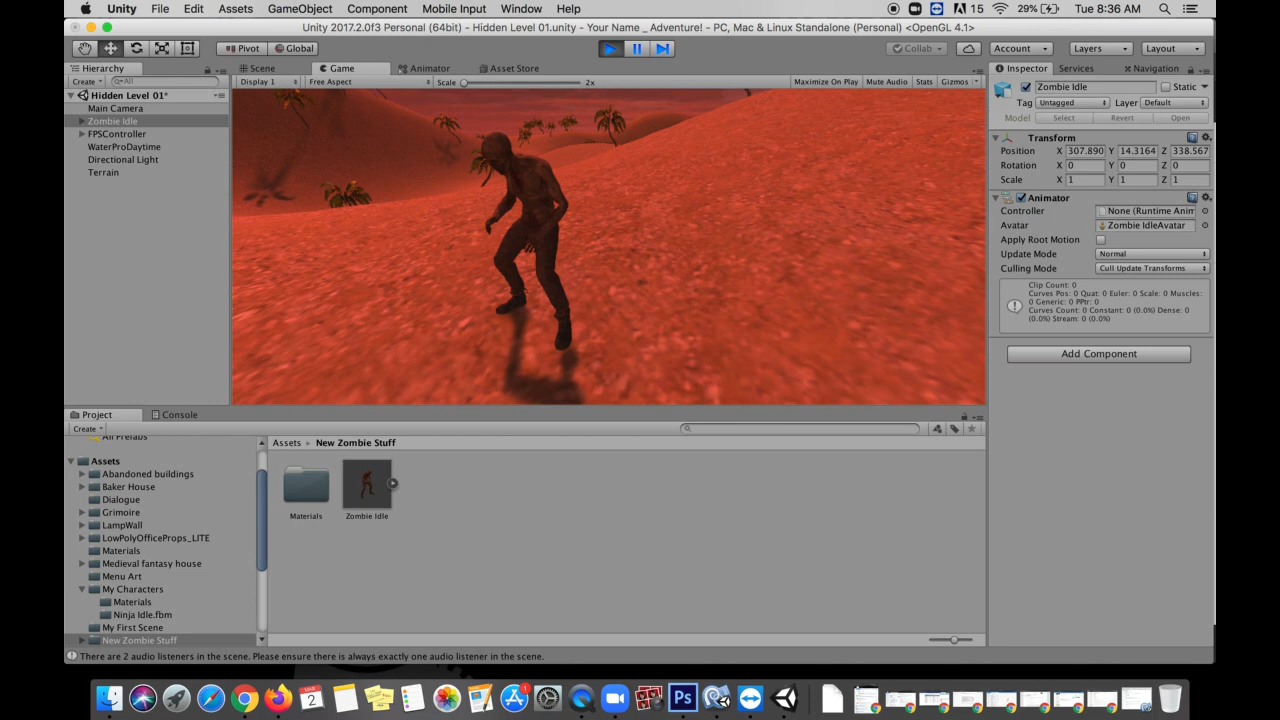 Unity File Edit Assets GameObject Component Mobile Input Window Help 15 29% Tue 8:36 AM
Unity 2017.2.0f3 Personal (64bit) - Hidden Level 01.unity - Your Name _ Adventure! - PC, Mac & Linux Standalone (Personal) <OpenGL 4.1>
Pivot Global Collab Account Layers Layout
Hierarchy Scene Game Animator Asset Store Inspector Services Navigation
Create All Display 1 Free Aspect Scale 2x Maximize On Play Mute Audio Stats Gizmos
Hidden Level 01*
Main Camera
Zombie Idle
FPSController
WaterProDaytime
Directional Light
Terrain
Zombie Idle Static
Tag Untagged Layer Default
Model Select Revert Open
Transform
Position X 307.890 Y 14.3164 Z 338.567
Rotation X 0 Y 0 Z 0
Scale X 1 Y 1 Z 1
Animator
Controller None (Runtime Anim
Avatar Zombie IdleAvatar
Apply Root Motion
Update Mode Normal
Culling Mode Cull Update Transforms
Clip Count: 0
Curves Pos: 0 Quat: 0 Euler: 0 Scale: 0 Muscles:
0 Generic: 0 PPtr: 0
Curves Count: 0 Constant: 0 (0.0%) Dense: 0
(0.0%) Stream: 0 (0.0%)
Add Component
Project Console
Create
All Prefabs
Assets
Abandoned buildings
Baker House
Dialogue
Grimoire
LampWall
LowPolyOfficeProps_LITE
Materials
Medieval fantasy house
Menu Art
My Characters
Materials
Ninja Idle.fbm
My First Scene
New Zombie Stuff
Assets New Zombie Stuff
Materials Zombie Idle
There are 2 audio listeners in the scene. Please ensure there is always exactly one audio listener in the scene.
MAR
2
1
Ps